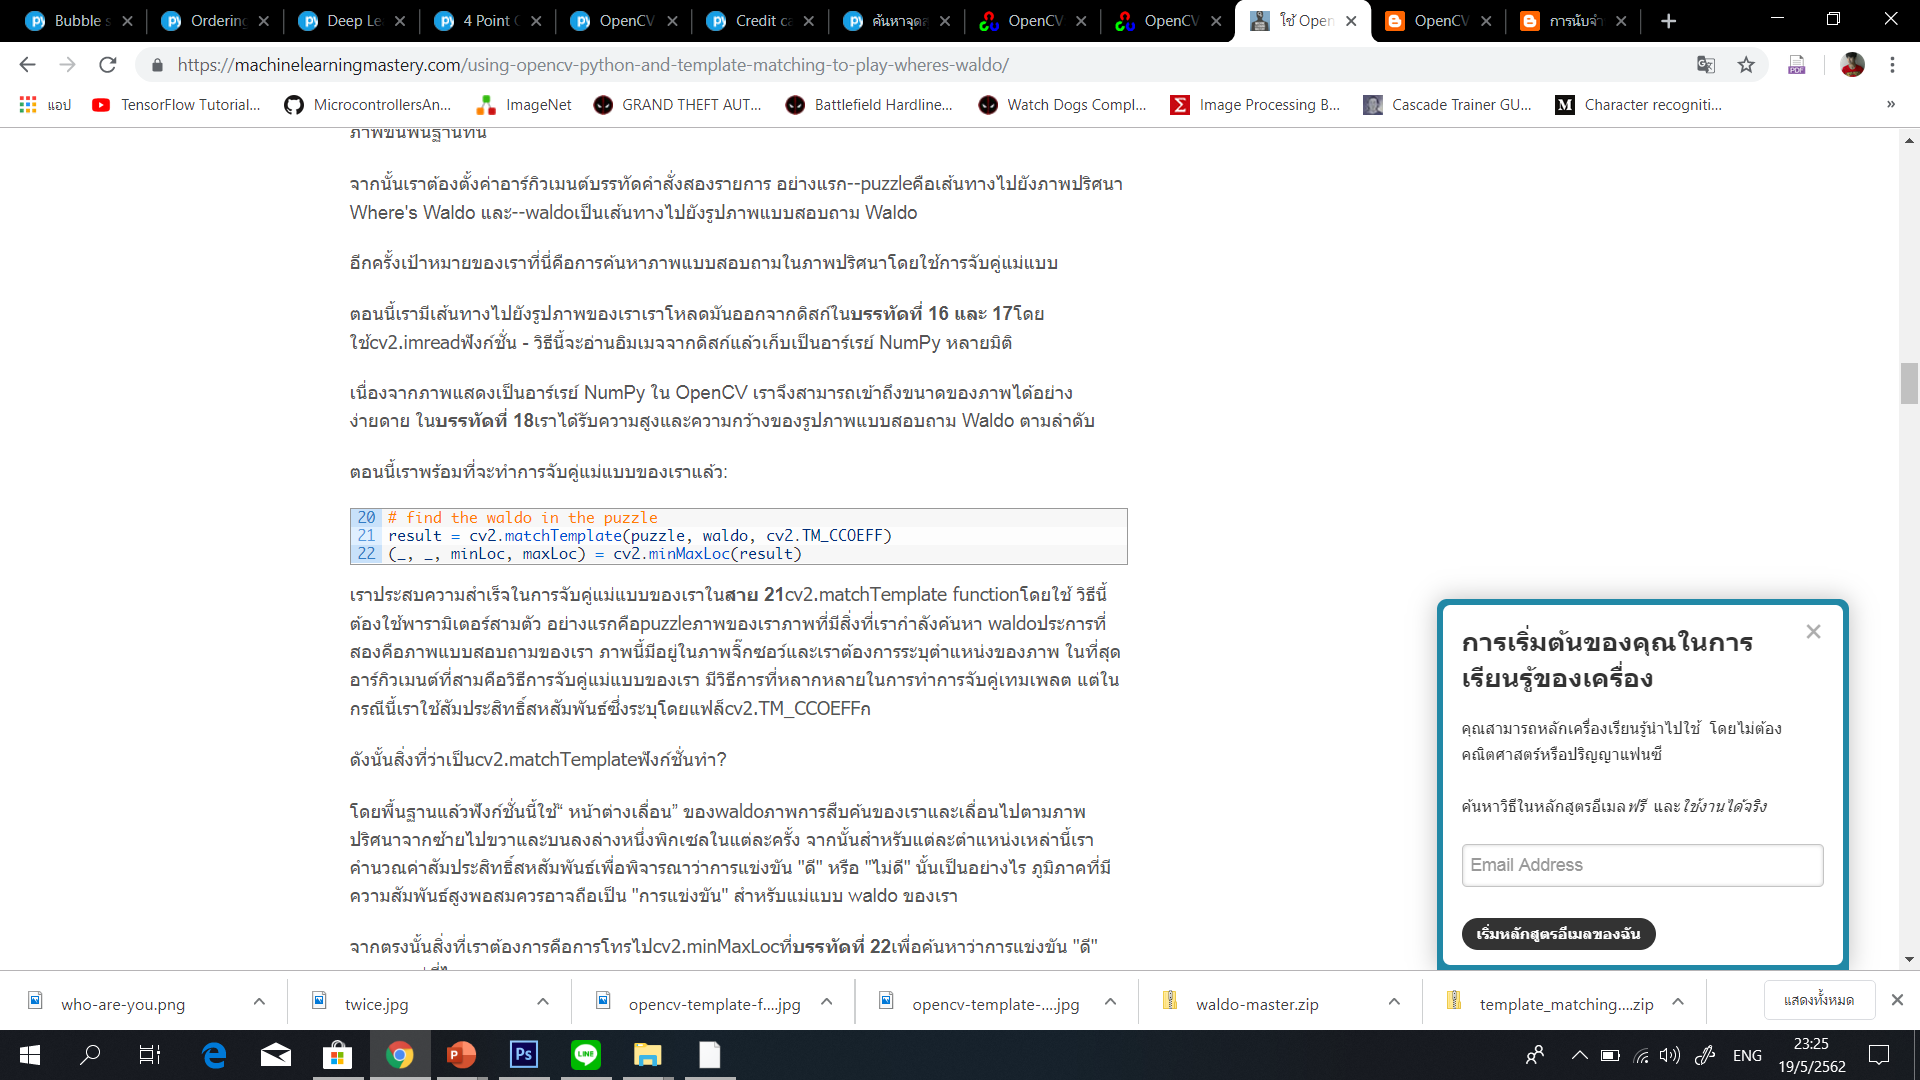 Bubble s
Ordering
Deep Le
4 Point O
OpenCV
Credit ca
ค้นหาจุดส
OpenCV
OpenCV
ใช้ Open
OpenCV
การนับจำ
https://machinelearningmastery.com/using-opencv-python-and-template-matching-to-play-wheres-waldo/
แอป
TensorFlow Tutorial...
MicrocontrollersAn...
ImageNet
GRAND THEFT AUT...
Battlefield Hardline...
Watch Dogs Compl...
Image Processing B...
Cascade Trainer GU...
Character recogniti...
»
จากนั้นเราต้องตั้งค่าอาร์กิวเมนต์บรรทัดคำสั่งสองรายการ อย่างแรก--puzzleคือเส้นทางไปยังภาพปริศนา
Where's Waldo และ--waldoเป็นเส้นทางไปยังรูปภาพแบบสอบถาม Waldo
อีกครั้งเป้าหมายของเราที่นี่คือการค้นหาภาพแบบสอบถามในภาพปริศนาโดยใช้การจับคู่แม่แบบ
ตอนนี้เรามีเส้นทางไปยังรูปภาพของเราเราโหลดมันออกจากดิสก์ในบรรทัดที่ 16 และ 17โดย
ใช้cv2.imreadฟังก์ชั่น - วิธีนี้จะอ่านอิมเมจจากดิสก์แล้วเก็บเป็นอาร์เรย์ NumPy หลายมิติ
เนื่องจากภาพแสดงเป็นอาร์เรย์ NumPy ใน OpenCV เราจึงสามารถเข้าถึงขนาดของภาพได้อย่าง
ง่ายดาย ในบรรทัดที่ 18เราได้รับความสูงและความกว้างของรูปภาพแบบสอบถาม Waldo ตามลำดับ
ตอนนี้เราพร้อมที่จะทำการจับคู่แม่แบบของเราแล้ว:
20 # find the waldo in the puzzle
21 result = cv2.matchTemplate(puzzle, waldo, cv2.TM_CCOEFF)
22 (_, _, minLoc, maxLoc) = cv2.minMaxLoc(result)
เราประสบความสำเร็จในการจับคู่แม่แบบของเราในสาย 21cv2.matchTemplate functionโดยใช้ วิธีนี้
ต้องใช้พารามิเตอร์สามตัว อย่างแรกคือpuzzleภาพของเราภาพที่มีสิ่งที่เรากำลังค้นหา waldoประการที่
สองคือภาพแบบสอบถามของเรา ภาพนี้มีอยู่ในภาพจิ๊กซอว์และเราต้องการระบุตำแหน่งของภาพ ในที่สุด
อาร์กิวเมนต์ที่สามคือวิธีการจับคู่แม่แบบของเรา มีวิธีการที่หลากหลายในการทำการจับคู่เทมเพลต แต่ใน
กรณีนี้เราใช้สัมประสิทธิ์สหสัมพันธ์ซึ่งระบุโดยแฟล็cv2.TM_CCOEFFก
ดังนั้นสิ่งที่ว่าเป็นcv2.matchTemplateฟังก์ชั่นทำ?
โดยพื้นฐานแล้วฟังก์ชั่นนี้ใช้“ หน้าต่างเลื่อน” ของwaldoภาพการสืบค้นของเราและเลื่อนไปตามภาพ
ปริศนาจากซ้ายไปขวาและบนลงล่างหนึ่งพิกเซลในแต่ละครั้ง จากนั้นสำหรับแต่ละตำแหน่งเหล่านี้เรา
คำนวณค่าสัมประสิทธิ์สหสัมพันธ์เพื่อพิจารณาว่าการแข่งขัน "ดี" หรือ "ไม่ดี" นั้นเป็นอย่างไร ภูมิภาคที่มี
ความสัมพันธ์สูงพอสมควรอาจถือเป็น "การแข่งขัน" สำหรับแม่แบบ waldo ของเรา
จากตรงนั้นสิ่งที่เราต้องการคือการโทรไปcv2.minMaxLocที่บรรทัดที่ 22เพื่อค้นหาว่าการแข่งขัน "ดี"
การเริ่มต้นของคุณในการ
เรียนรู้ของเครื่อง
คุณสามารถหลักเครื่องเรียนรู้นำไปใช้ โดยไม่ต้อง
คณิตศาสตร์หรือปริญญาแฟนซี
ค้นหาวิธีในหลักสูตรอีเมลฟรี และใช้งานได้จริง
Email Address
เริ่มหลักสูตรอีเมลของฉัน
who-are-you.png
twice.jpg
opencv-template-f....jpg
opencv-template-....jpg
waldo-master.zip
template_matching....zip
แสดงทั้งหมด
ENG
23:25
19/5/2562